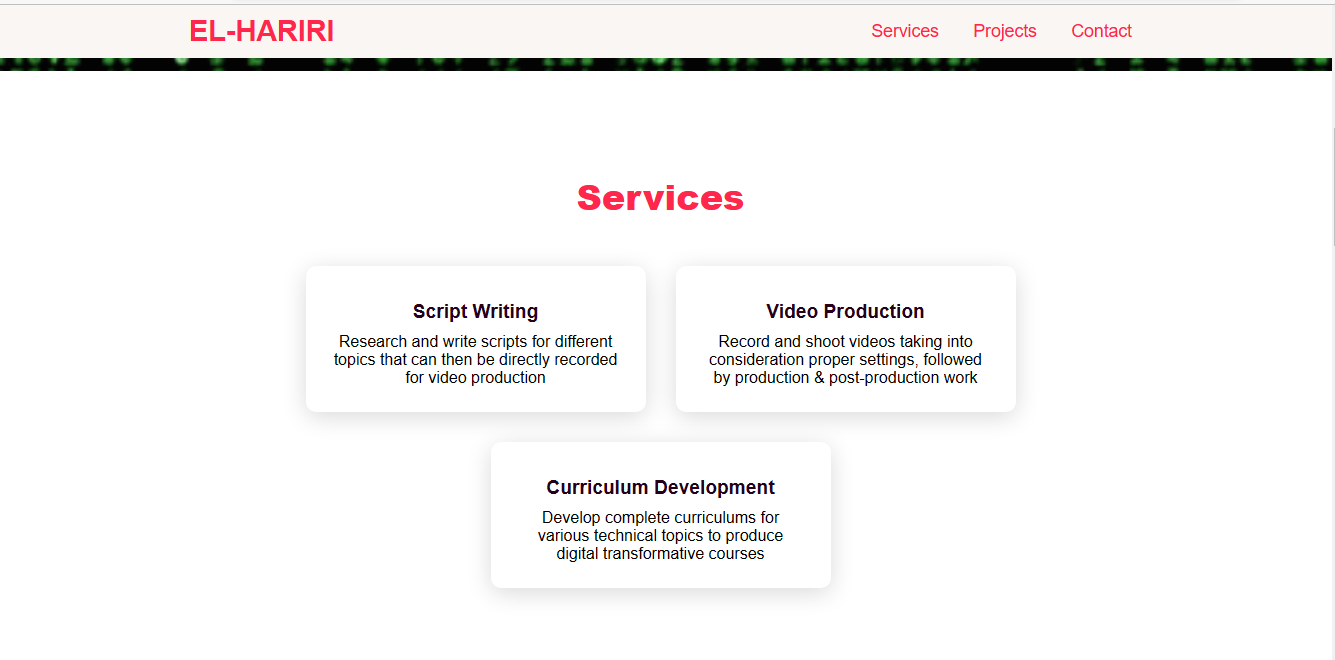 EL-HARIRI
Services
Projects
Contact
Services
Script Writing
Research and write scripts for different
topics that can then be directly recorded
for video production
Video Production
Record and shoot videos taking into
consideration proper settings, followed
by production & post-production work
Curriculum Development
Develop complete curriculums for
various technical topics to produce
digital transformative courses